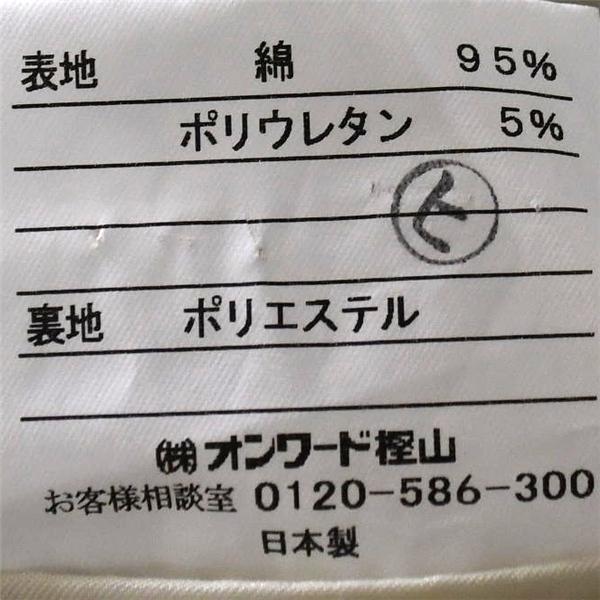 表地 綿 95%
ポリウレタン 5%
裏地 ポリエステル
㈱オンワード樫山
お客様相談室 0120-586-300
日本製